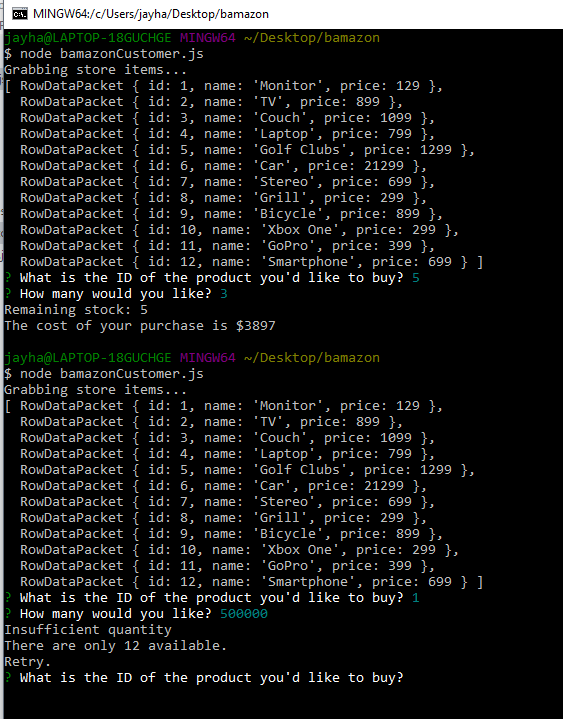 MINGW64:/c/Users/jayha/Desktop/bamazon
jayha@LAPTOP-18GUCHGE MINGW64 ~/Desktop/bamazon
$ node bamazonCustomer.js
Grabbing store items...
[ RowDataPacket { id: 1, name: 'Monitor', price: 129 },
  RowDataPacket { id: 2, name: 'TV', price: 899 },
  RowDataPacket { id: 3, name: 'Couch', price: 1099 },
  RowDataPacket { id: 4, name: 'Laptop', price: 799 },
  RowDataPacket { id: 5, name: 'Golf Clubs', price: 1299 },
  RowDataPacket { id: 6, name: 'Car', price: 21299 },
  RowDataPacket { id: 7, name: 'Stereo', price: 699 },
  RowDataPacket { id: 8, name: 'Grill', price: 299 },
  RowDataPacket { id: 9, name: 'Bicycle', price: 899 },
  RowDataPacket { id: 10, name: 'Xbox One', price: 299 },
  RowDataPacket { id: 11, name: 'GoPro', price: 399 },
  RowDataPacket { id: 12, name: 'Smartphone', price: 699 } ]
? What is the ID of the product you'd like to buy? 5
? How many would you like? 3
Remaining stock: 5
The cost of your purchase is $3897
jayha@LAPTOP-18GUCHGE MINGW64 ~/Desktop/bamazon
$ node bamazonCustomer.js
Grabbing store items...
[ RowDataPacket { id: 1, name: 'Monitor', price: 129 },
  RowDataPacket { id: 2, name: 'TV', price: 899 },
  RowDataPacket { id: 3, name: 'Couch', price: 1099 },
  RowDataPacket { id: 4, name: 'Laptop', price: 799 },
  RowDataPacket { id: 5, name: 'Golf Clubs', price: 1299 },
  RowDataPacket { id: 6, name: 'Car', price: 21299 },
  RowDataPacket { id: 7, name: 'Stereo', price: 699 },
  RowDataPacket { id: 8, name: 'Grill', price: 299 },
  RowDataPacket { id: 9, name: 'Bicycle', price: 899 },
  RowDataPacket { id: 10, name: 'Xbox One', price: 299 },
  RowDataPacket { id: 11, name: 'GoPro', price: 399 },
  RowDataPacket { id: 12, name: 'Smartphone', price: 699 } ]
? What is the ID of the product you'd like to buy? 1
? How many would you like? 500000
Insufficient quantity
There are only 12 available.
Retry.
? What is the ID of the product you'd like to buy?